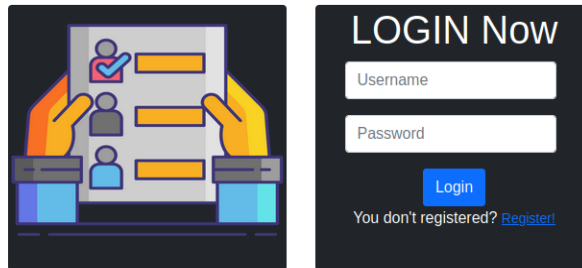 LOGIN Now
Username
Password
Login
You don't registered? Register!